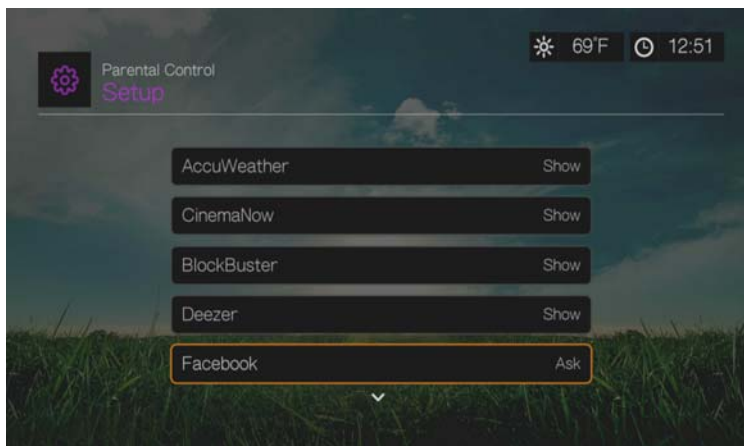 69°F 12:51
Parental Control
Setup
AccuWeather Show
CinemaNow Show
BlockBuster Show
Deezer Show
Facebook Ask